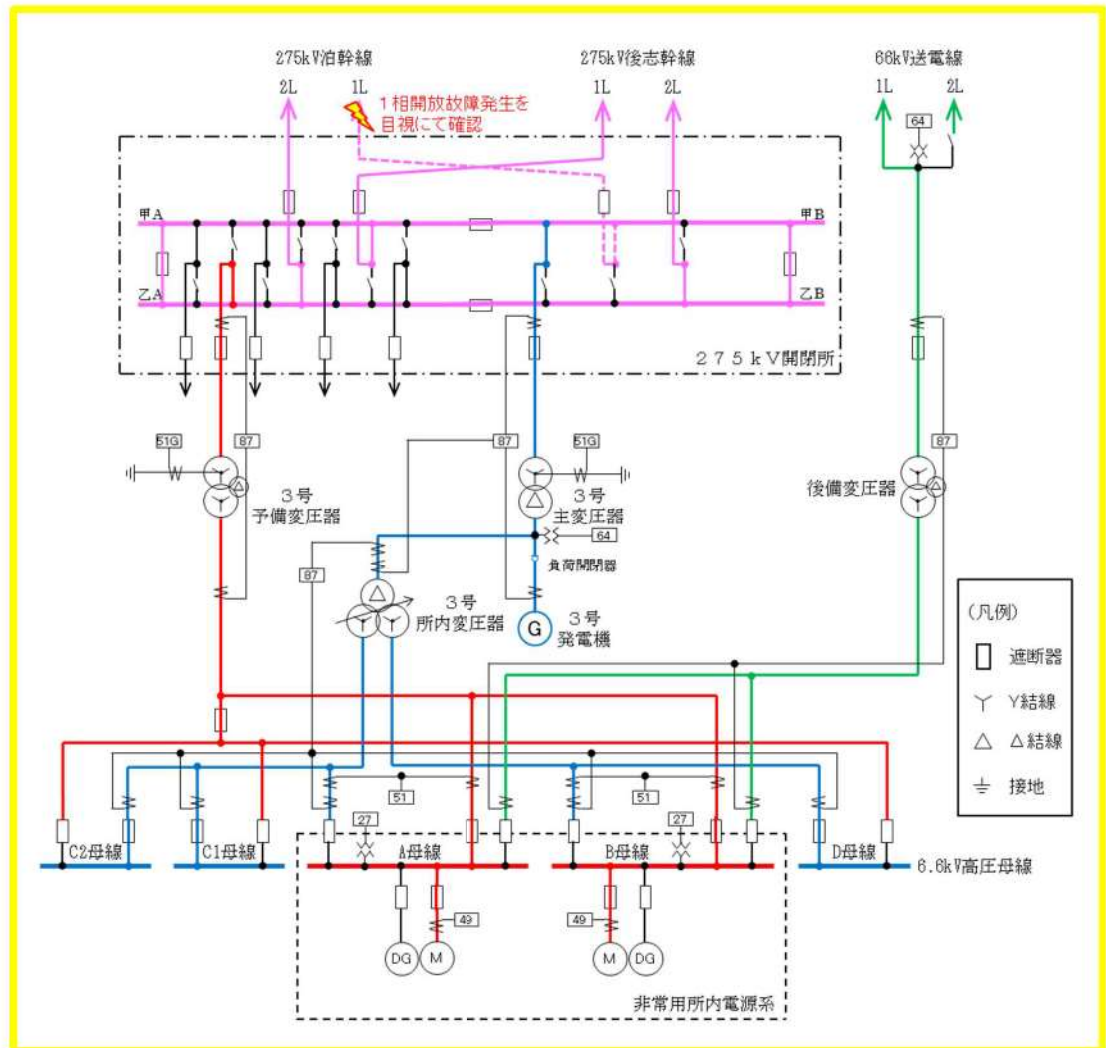 275kV泊幹線
275kV後志幹線
66kV送電線
2L
1L
1L
2L
1L
2L
1相開放故障発生を
目視にて確認
64
甲A
甲B
乙A
乙B
275kV開閉所
51G
87
87
51G
87
3号
予備変圧器
3号
主変圧器
後備変圧器
64
負荷開閉器
87
3号
所内変圧器
G
3号
発電機
(凡例)
遮断器
Y結線
△結線
接地
51
51
27
27
C2母線
C1母線
A母線
B母線
D母線
6.6kV高圧母線
49
49
DG
M
M
DG
非常用所内電源系